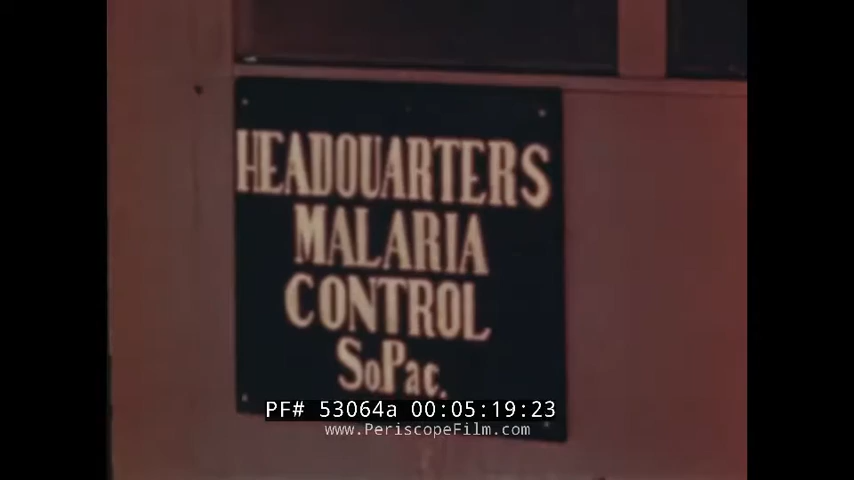 HEADQUARTERS
MALARIA
CONTROL
SoPac.
PF# 53064a 00:05:19:23
www.PeriscopeFilm.com